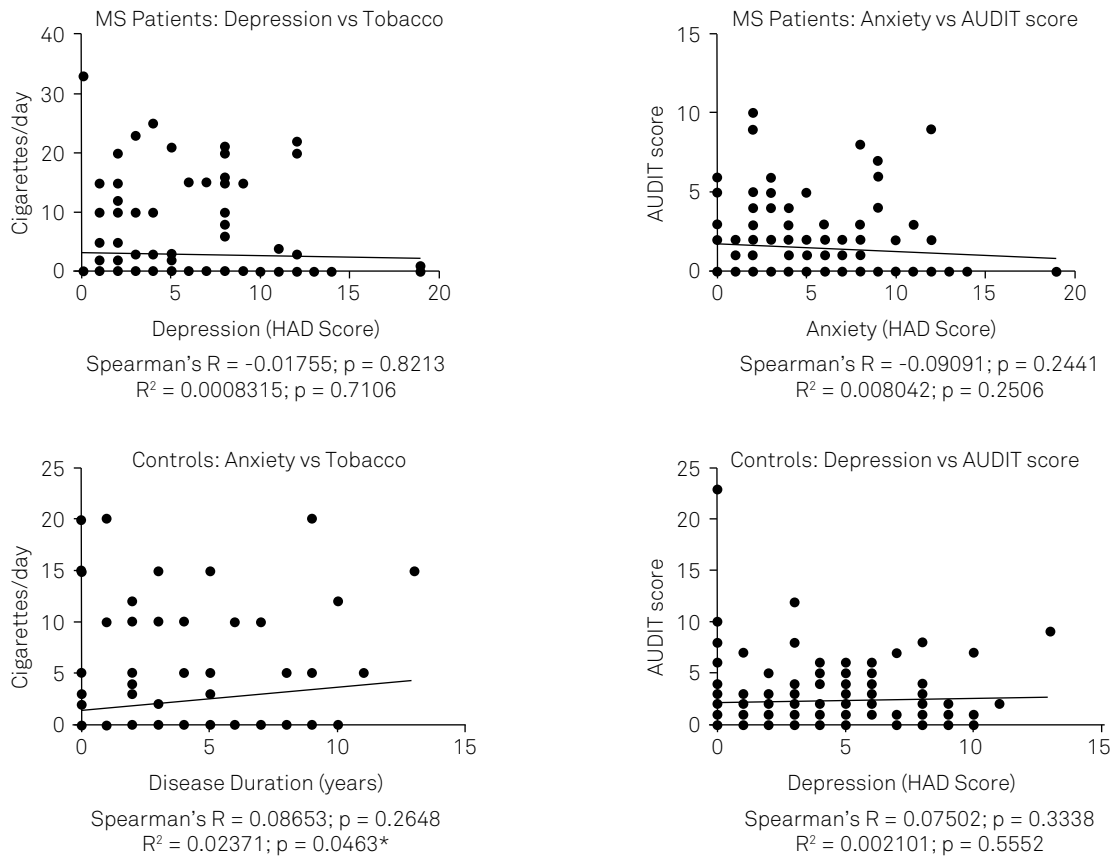 MS Patients: Depression vs Tobacco
40
30
20
10
0
Cigarettes/day
0 5 10 15 20
Depression (HAD Score)
Spearman's R = -0.01755; p = 0.8213
R² = 0.0008315; p = 0.7106
MS Patients: Anxiety vs AUDIT score
15
10
5
0
AUDIT score
0 5 10 15 20
Anxiety (HAD Score)
Spearman's R = -0.09091; p = 0.2441
R² = 0.008042; p = 0.2506
Controls: Anxiety vs Tobacco
25
20
15
10
5
0
Cigarettes/day
0 5 10 15
Disease Duration (years)
Spearman's R = 0.08653; p = 0.2648
R² = 0.02371; p = 0.0463*
Controls: Depression vs AUDIT score
25
20
15
10
5
0
AUDIT score
0 5 10 15
Depression (HAD Score)
Spearman's R = 0.07502; p = 0.3338
R² = 0.002101; p = 0.5552